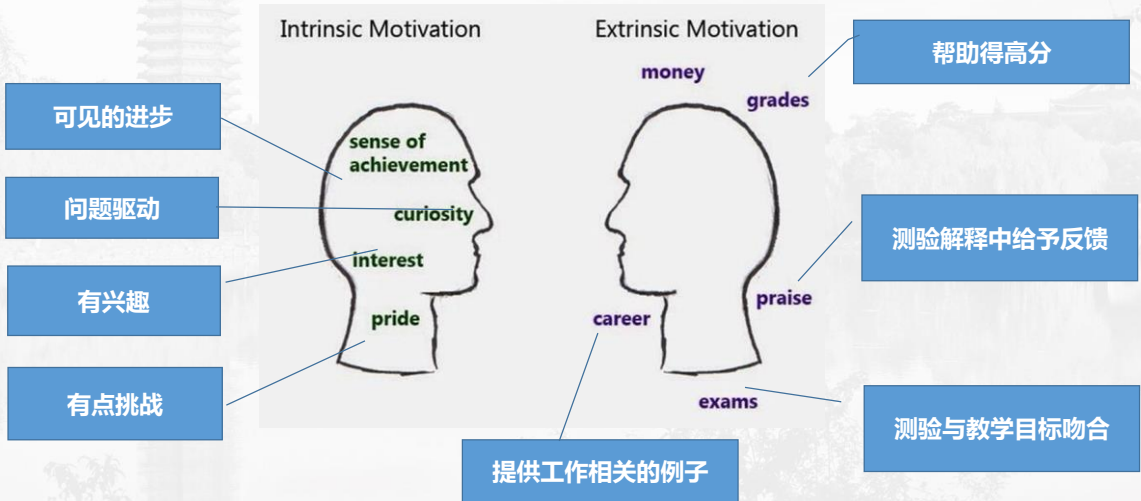 Intrinsic Motivation
Extrinsic Motivation
帮助得高分
money
grades
可见的进步
sense of
achievement
问题驱动
curiosity
测验解释中给予反馈
interest
有兴趣
praise
pride
career
有点挑战
exams
测验与教学目标吻合
提供工作相关的例子